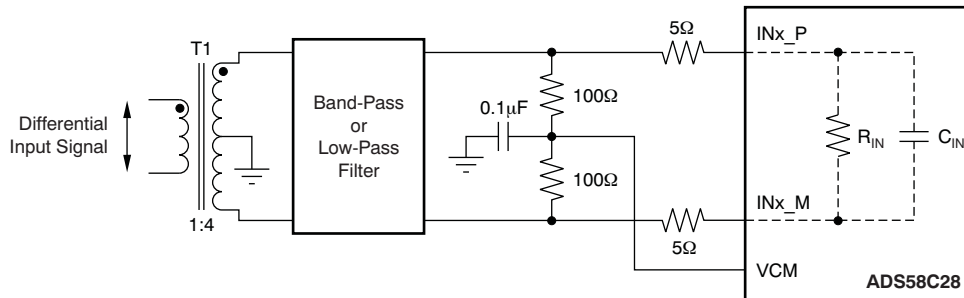 T1
Differential
Input Signal
1:4
Band-Pass
or
Low-Pass
Filter
0.1μF
100Ω
100Ω
5Ω
5Ω
INx_P
R_IN
C_IN
INx_M
VCM
ADS58C28